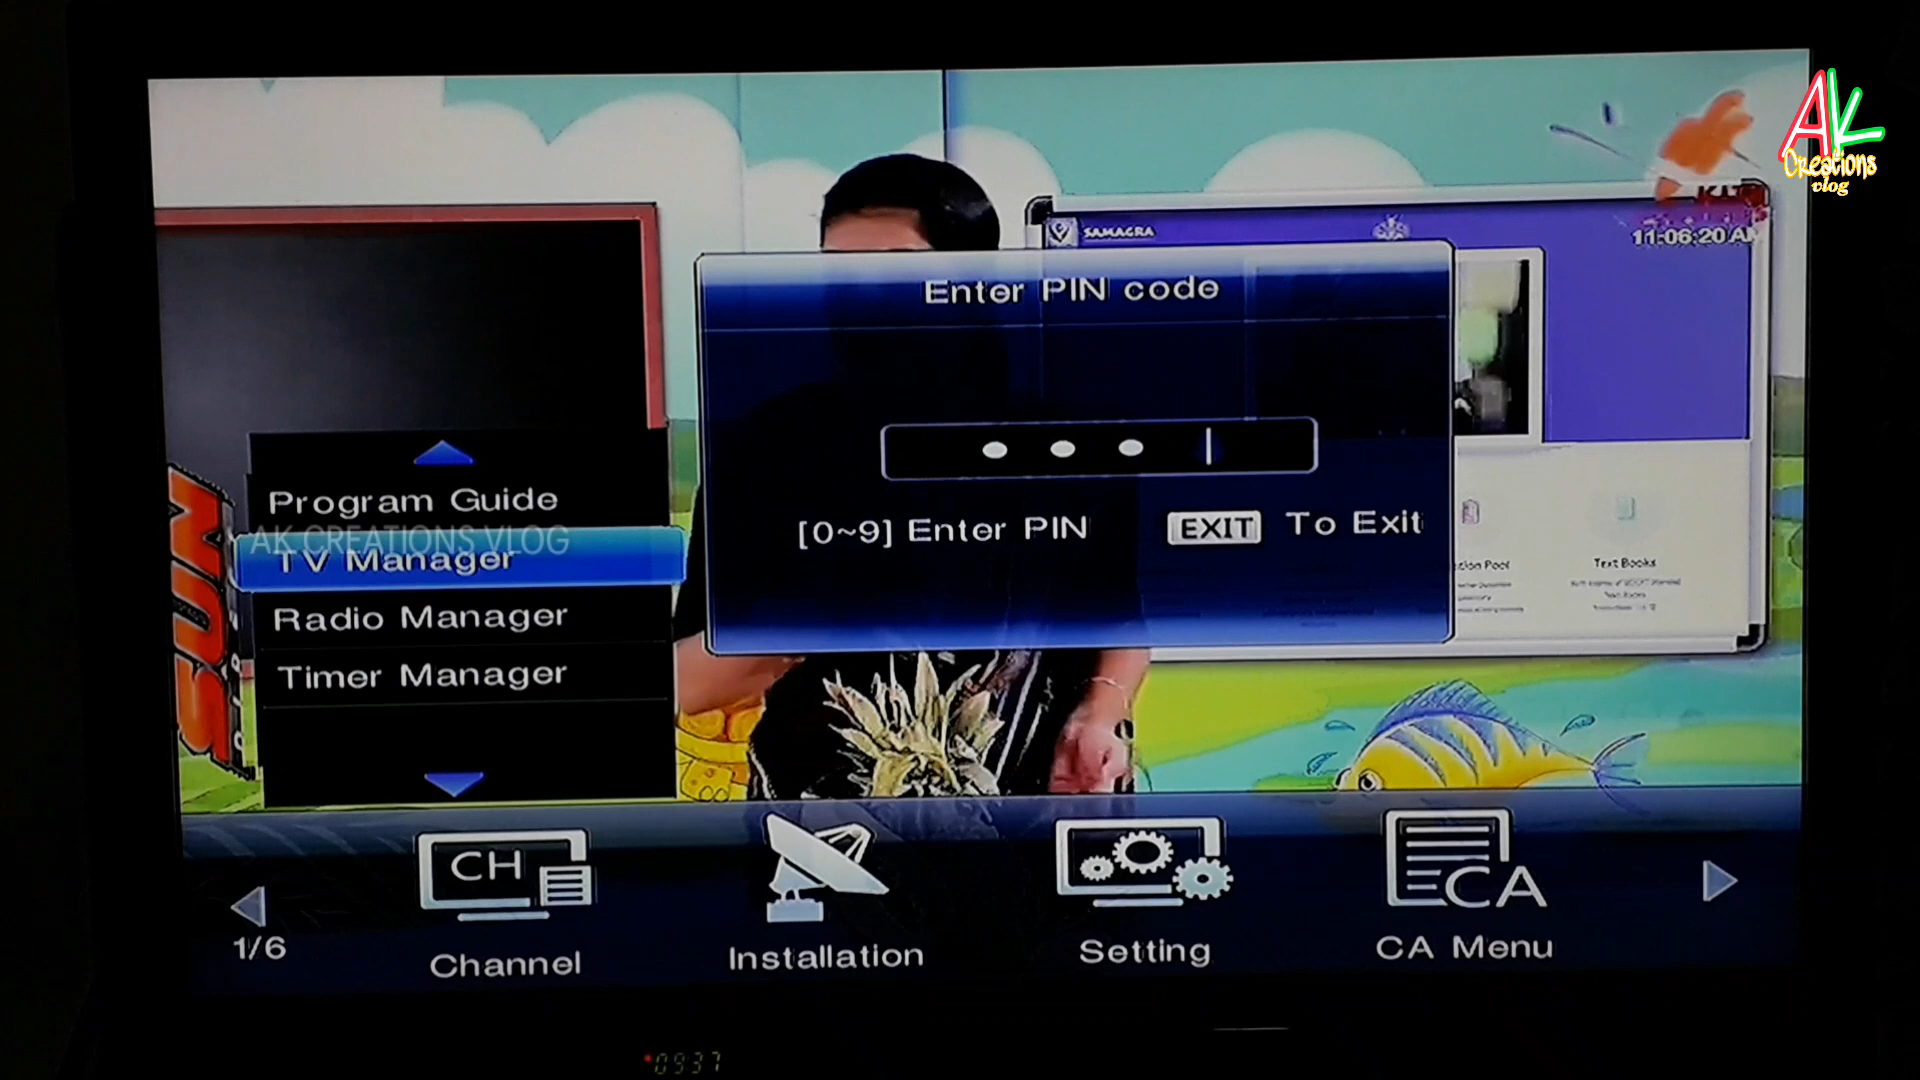 AK
Creations
vlog
SAMAGRA
11:06:20 AM
Enter PIN code
[0~9] Enter PIN
EXIT To Exit
Program Guide
AK CREATIONS VLOG
TV Manager
Radio Manager
Timer Manager
SUN
Text Books
CH
CA
1/6
Channel
Installation
Setting
CA Menu
0937